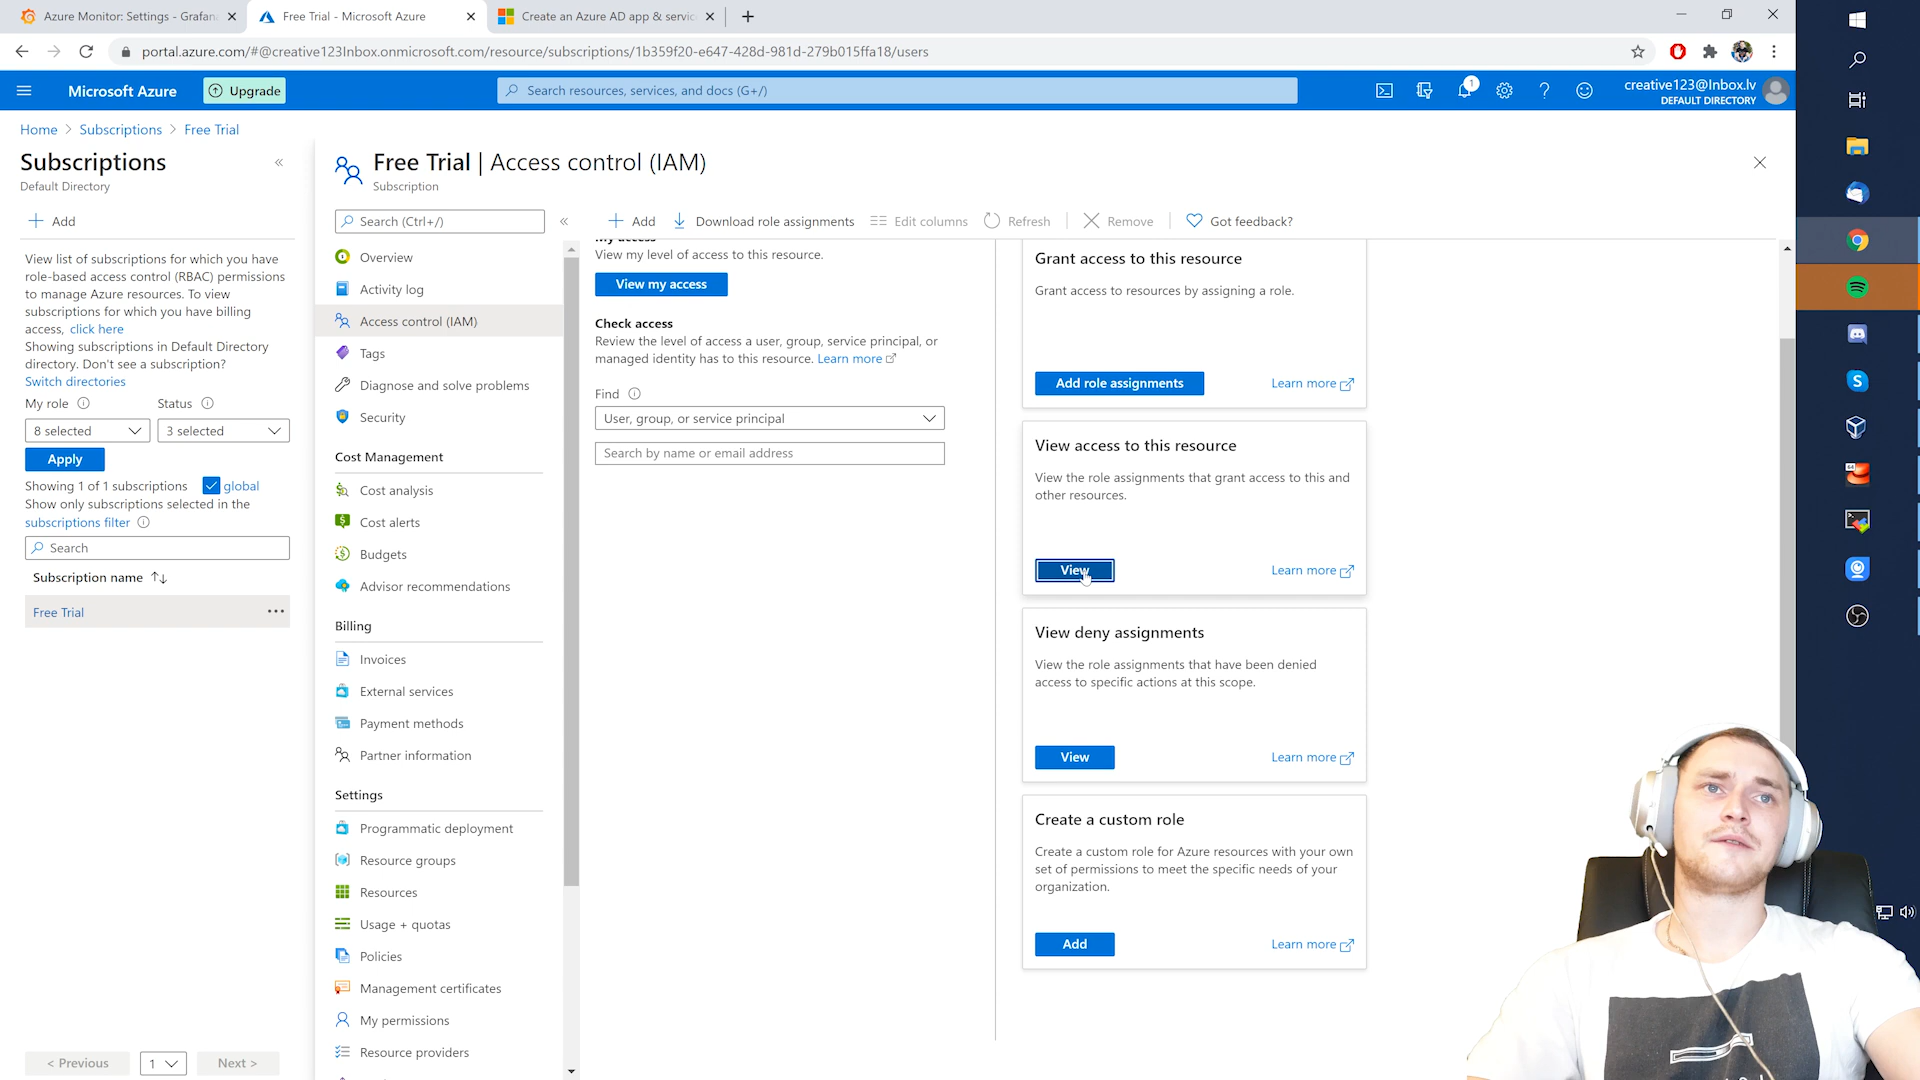 Azure Monitor: Settings - Grafan
Free Trial - Microsoft Azure
Create an Azure AD app & servic
portal.azure.com/#@creative123Inbox.onmicrosoft.com/resource/subscriptions/1b359f20-e647-428d-981d-279b015ffa18/users
Microsoft Azure
Upgrade
Search resources, services, and docs (G+/)
1
creative123@Inbox.lv
DEFAULT DIRECTORY
Home > Subscriptions > Free Trial
Subscriptions
Default Directory
Add
View list of subscriptions for which you have
role-based access control (RBAC) permissions
to manage Azure resources. To view
subscriptions for which you have billing
access, click here
Showing subscriptions in Default Directory
directory. Don't see a subscription?
Switch directories
My role
Status
8 selected
3 selected
Apply
Showing 1 of 1 subscriptions
global
Show only subscriptions selected in the
subscriptions filter
Search
Subscription name
Free Trial
< Previous
1
Next >
Free Trial | Access control (IAM)
Subscription
Search (Ctrl+/)
Overview
Activity log
Access control (IAM)
Tags
Diagnose and solve problems
Security
Cost Management
Cost analysis
Cost alerts
Budgets
Advisor recommendations
Billing
Invoices
External services
Payment methods
Partner information
Settings
Programmatic deployment
Resource groups
Resources
Usage + quotas
Policies
Management certificates
My permissions
Resource providers
Add
Download role assignments
Edit columns
Refresh
Remove
Got feedback?
My access
View my level of access to this resource.
View my access
Check access
Review the level of access a user, group, service principal, or
managed identity has to this resource. Learn more
Find
User, group, or service principal
Search by name or email address
Grant access to this resource
Grant access to resources by assigning a role.
Add role assignments
Learn more
View access to this resource
View the role assignments that grant access to this and
other resources.
View
Learn more
View deny assignments
View the role assignments that have been denied
access to specific actions at this scope.
View
Learn more
Create a custom role
Create a custom role for Azure resources with your own
set of permissions to meet the specific needs of your
organization.
Add
Learn more